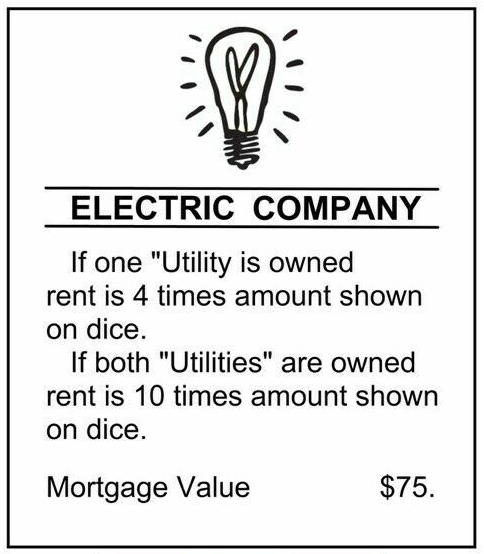 ELECTRIC COMPANY
If one "Utility is owned
rent is 4 times amount shown
on dice.
If both "Utilities" are owned
rent is 10 times amount shown
on dice.
Mortgage Value $75.